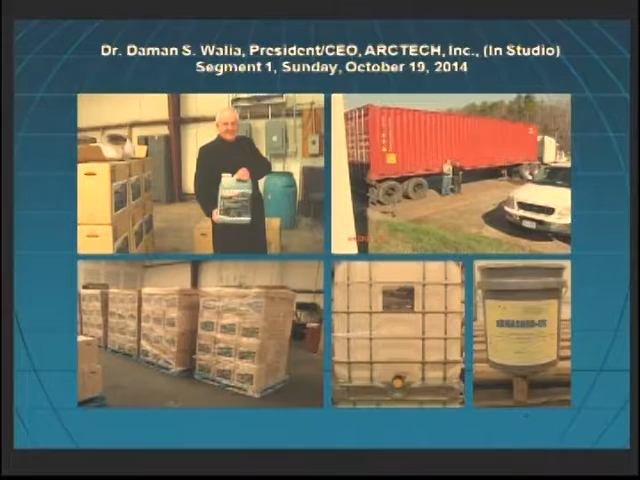 Dr. Daman S. Walia, President/CEO, ARCTECH, Inc., (In Studio)
Segment 1, Sunday, October 19, 2014